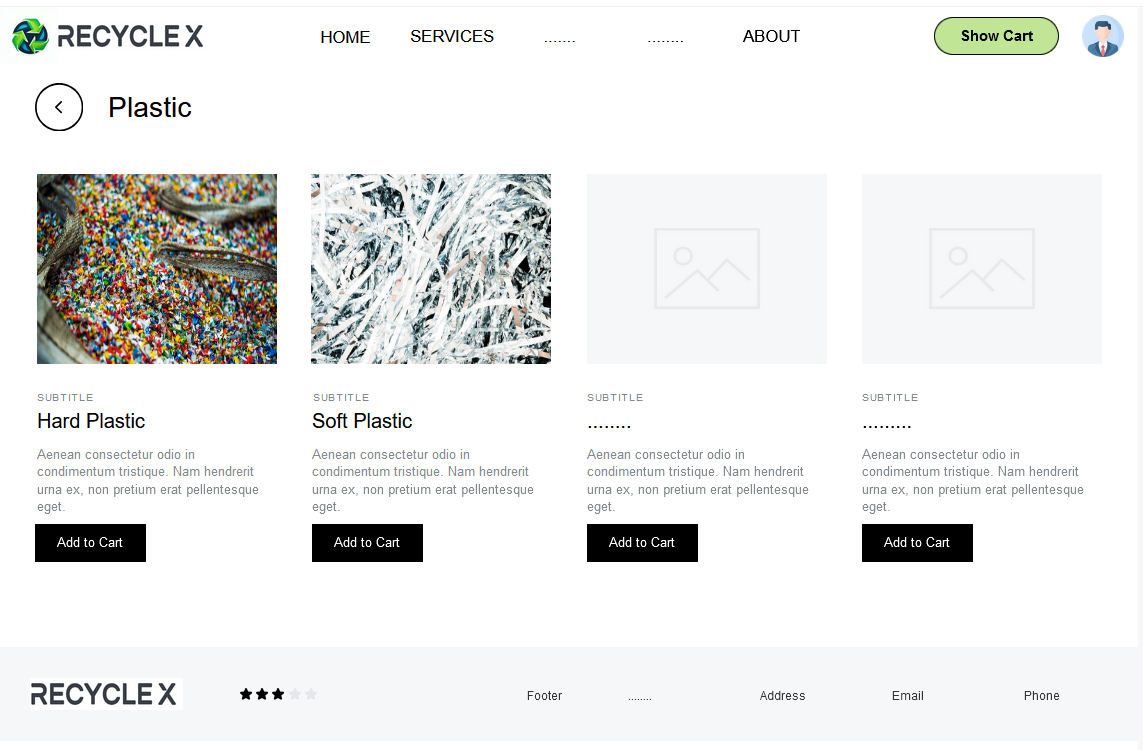 RECYCLE X
HOME SERVICES ....... ........ ABOUT
Show Cart
Plastic
SUBTITLE
Hard Plastic
Aenean consectetur odio in
condimentum tristique. Nam hendrerit
urna ex, non pretium erat pellentesque
eget.
Add to Cart
SUBTITLE
Soft Plastic
Aenean consectetur odio in
condimentum tristique. Nam hendrerit
urna ex, non pretium erat pellentesque
eget.
Add to Cart
SUBTITLE
........
Aenean consectetur odio in
condimentum tristique. Nam hendrerit
urna ex, non pretium erat pellentesque
eget.
Add to Cart
SUBTITLE
.........
Aenean consectetur odio in
condimentum tristique. Nam hendrerit
urna ex, non pretium erat pellentesque
eget.
Add to Cart
RECYCLE X
Footer ........ Address Email Phone